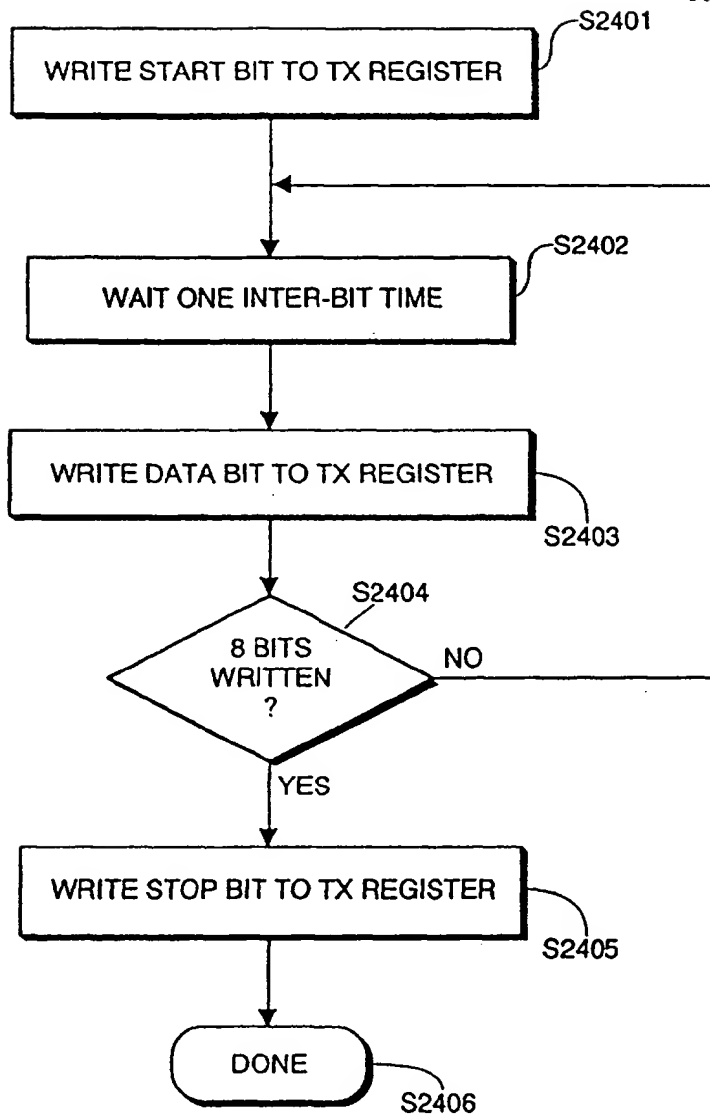 S2401
WRITE START BIT TO TX REGISTER
S2402
WAIT ONE INTER-BIT TIME
WRITE DATA BIT TO TX REGISTER
S2403
S2404
8 BITS
WRITTEN
?
NO
YES
WRITE STOP BIT TO TX REGISTER
S2405
DONE
S2406